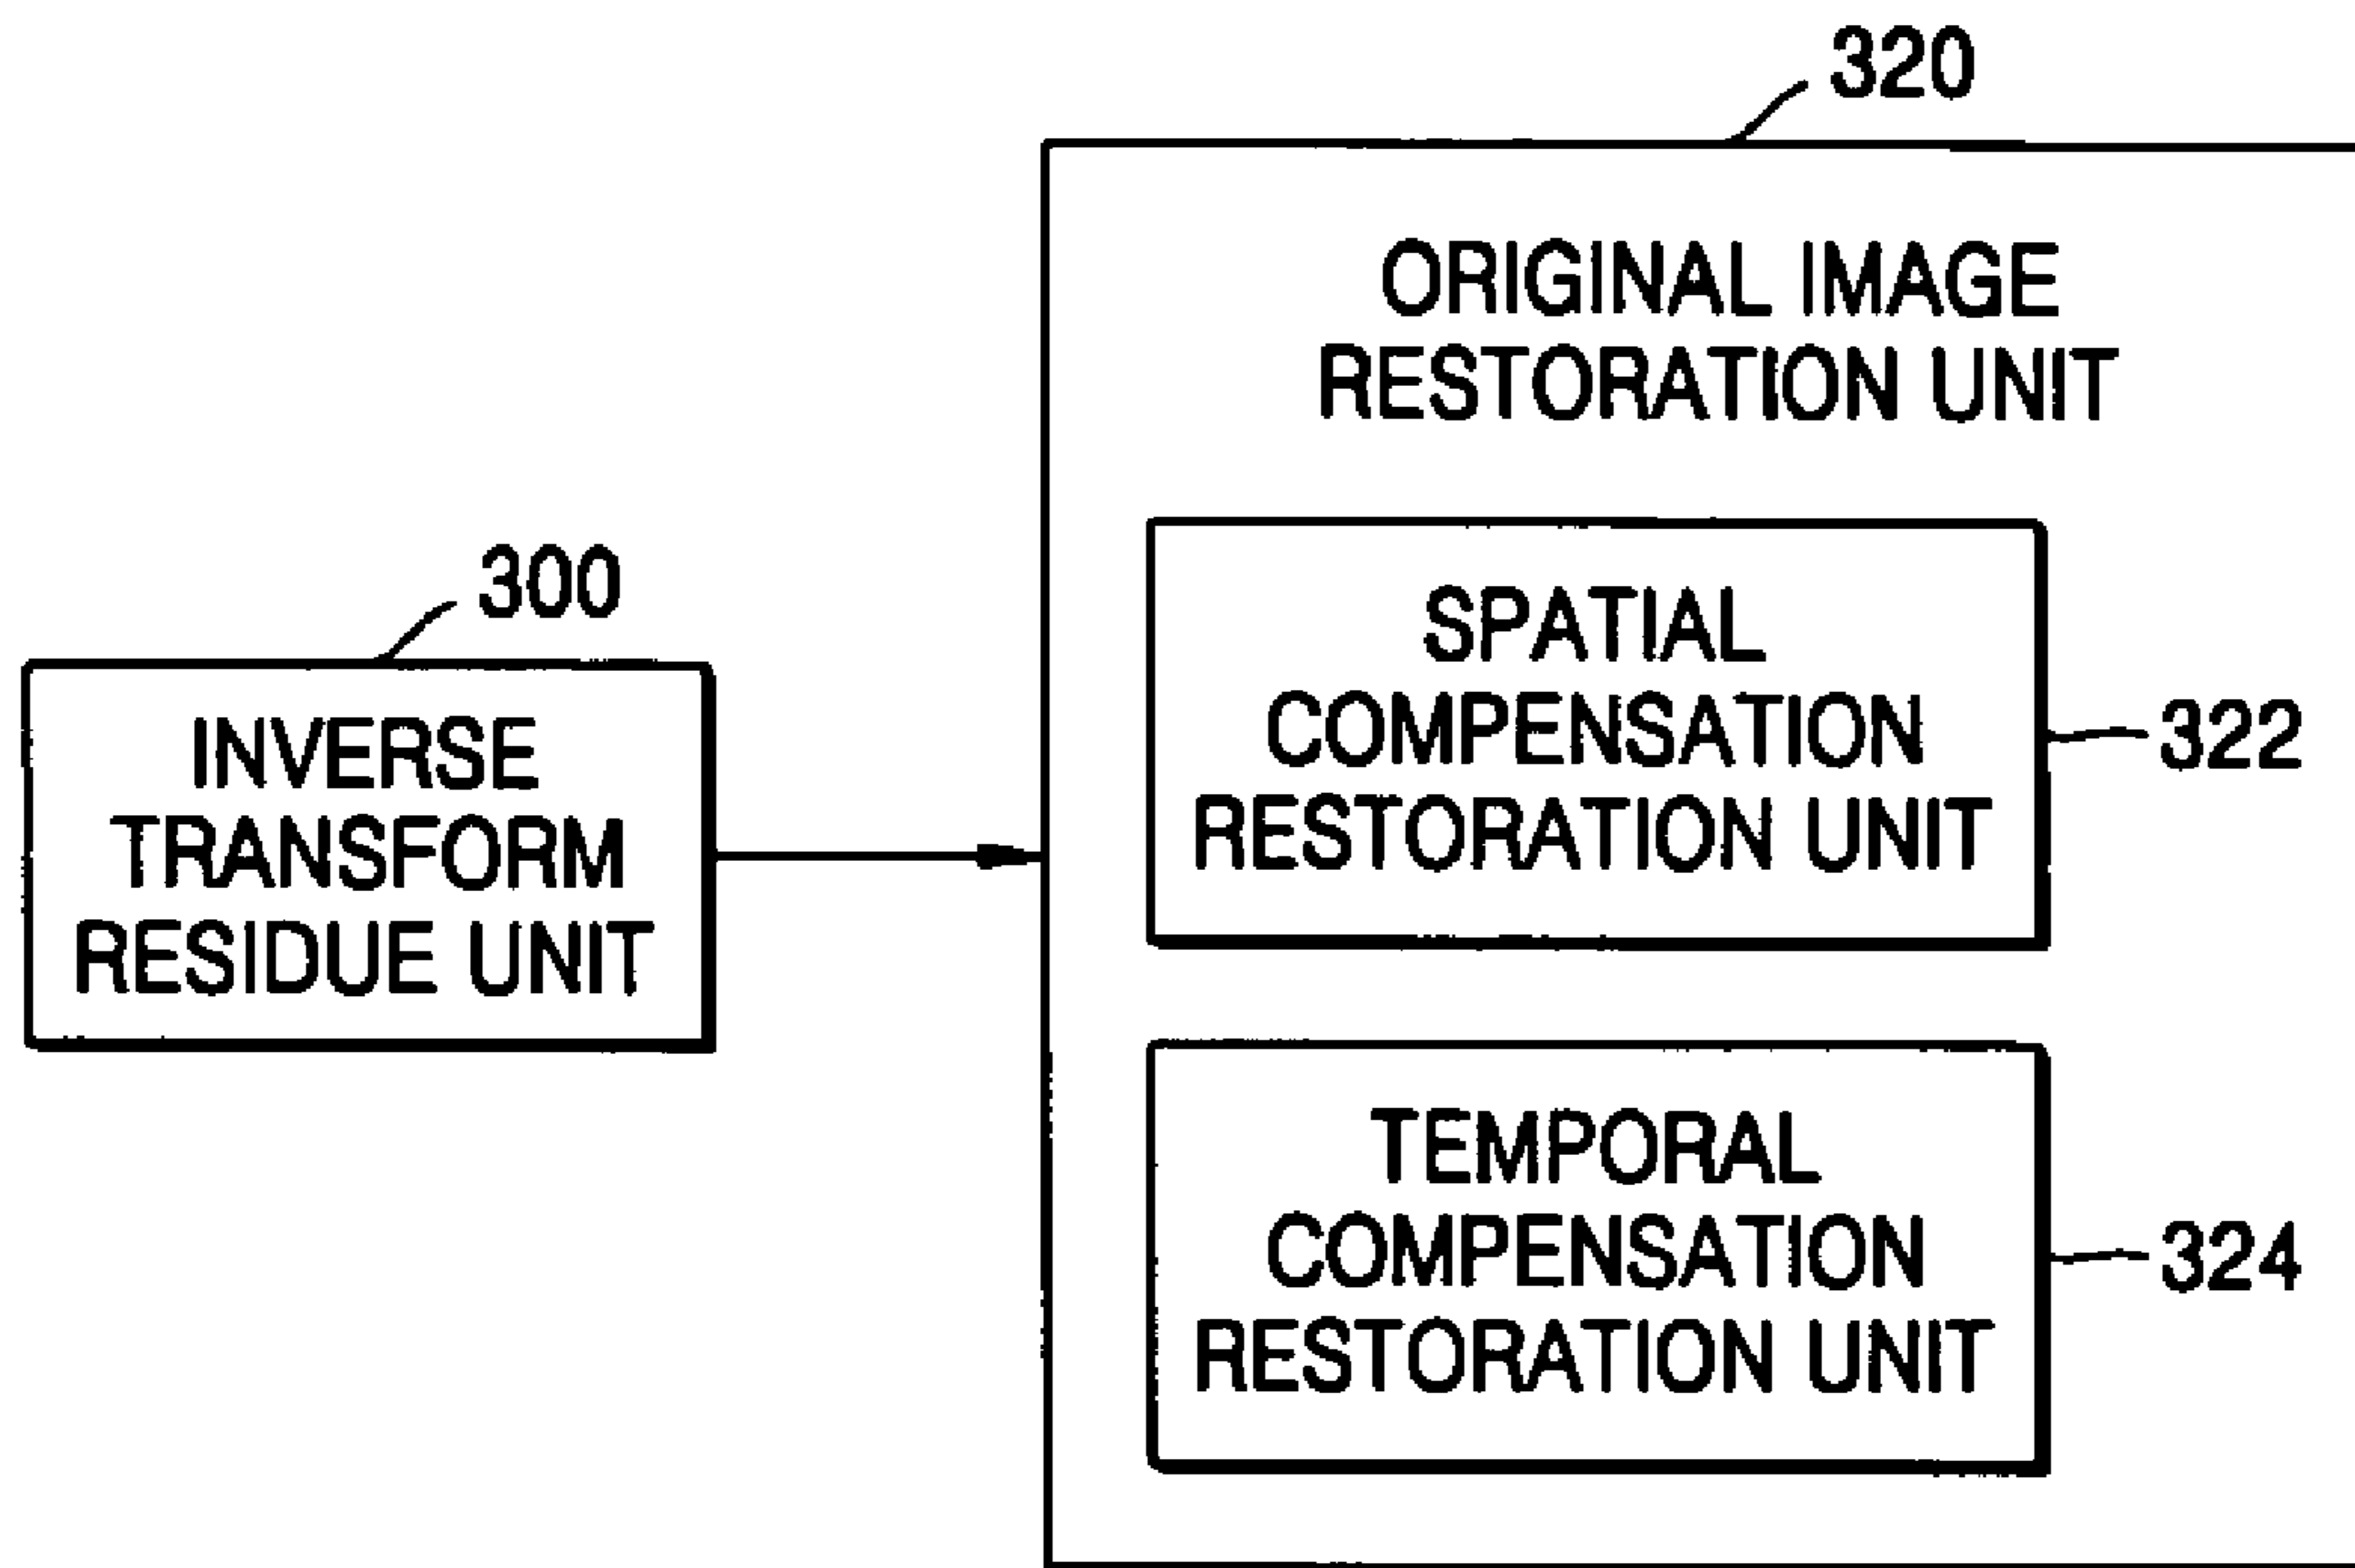 320
ORIGINAL IMAGE
RESTORATION UNIT
300
INVERSE
TRANSFORM
RESIDUE UNIT
SPATIAL
COMPENSATION
RESTORATION UNIT
322
TEMPORAL
COMPENSATION
RESTORATION UNIT
324